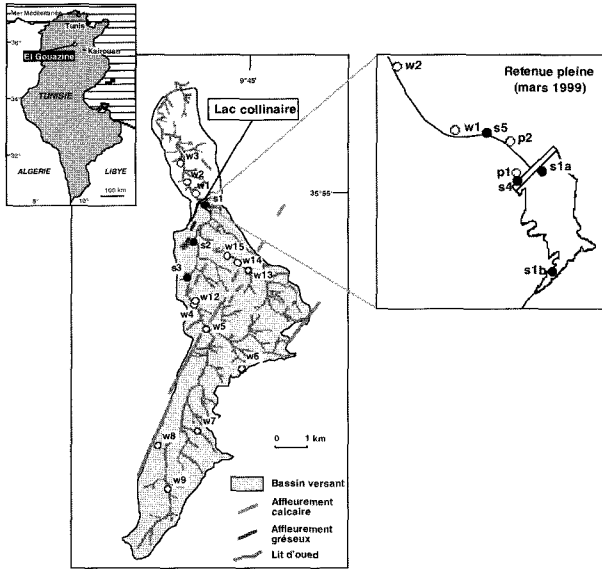 Mer Méditerranée
Tunis
36°
Kairouan
El Gouazine
TUNISIE
34°
32°
ALGERIE
LIBYE
100 km
8°
10°
9°45
Lac collinaire
35°55
w3
w2
w1
s1
s2
w15
w14
s3
w13
w12
w4
w5
w6
w7
w8
w9
0 1 km
Bassin versant
Affleurement
calcaire
Affleurement
gréseux
Lit d'oued
w2
Retenue pleine
(mars 1999)
w1
s5
p2
p1
s1a
s4
s1b